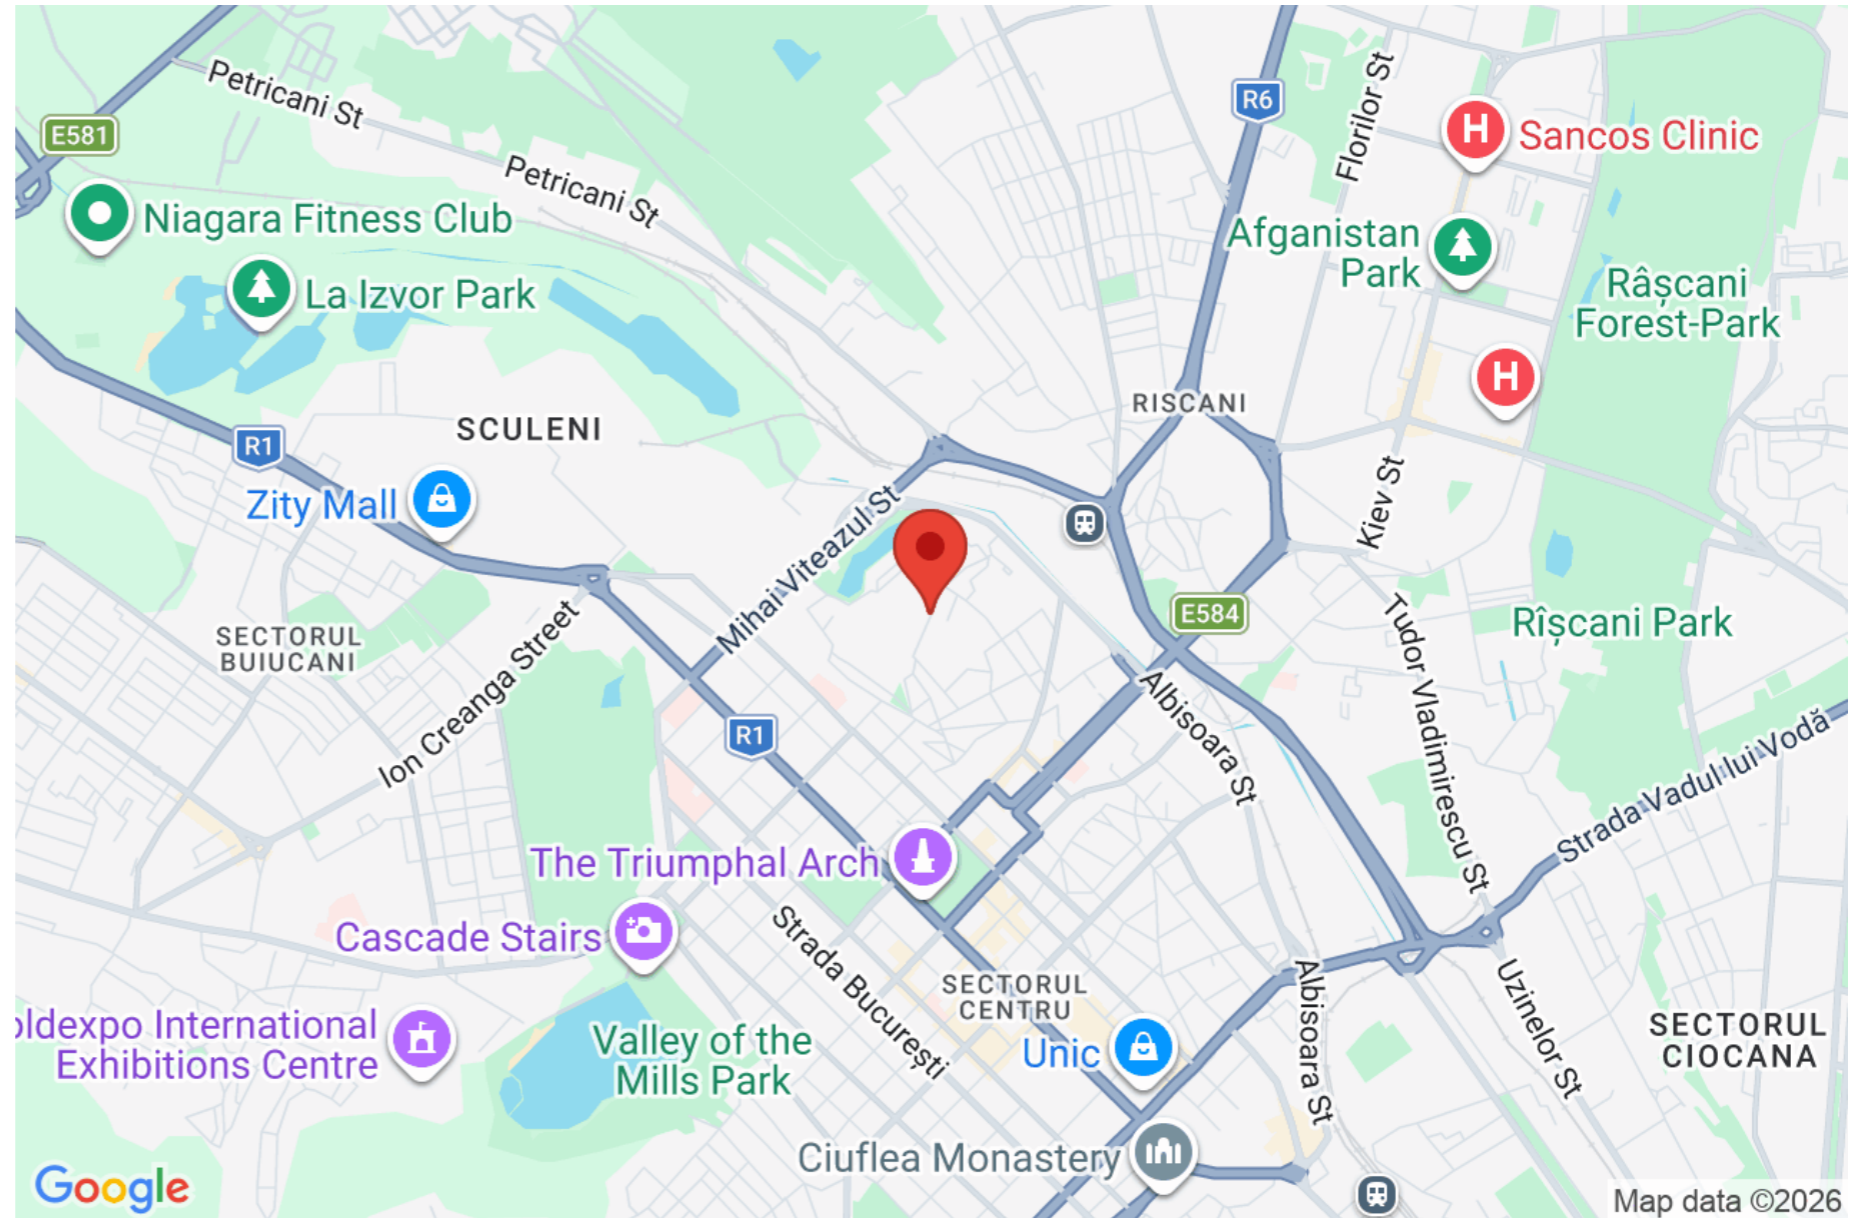 Petricani St
E581
Petricani St
Niagara Fitness Club
La Izvor Park
R6
Florilor St
Sancos Clinic
Afganistan
Park
Râșcani
Forest-Park
RISCANI
SCULENI
R1
Zity Mall
Mihai Viteazul St
Kiev St
E584
SECTORUL
BUIUCANI
Ion Creanga Street
Tudor Vladimirescu St
Rîșcani Park
R1
Albisoara St
Strada Vadul lui Vodă
The Triumphal Arch
Cascade Stairs
Strada București
SECTORUL
CENTRU
Albisoara St
Uzinelor St
SECTORUL
CIOCANA
oldexpo International
Exhibitions Centre
Valley of the
Mills Park
Unic
Ciuflea Monastery
Google
Map data ©2026